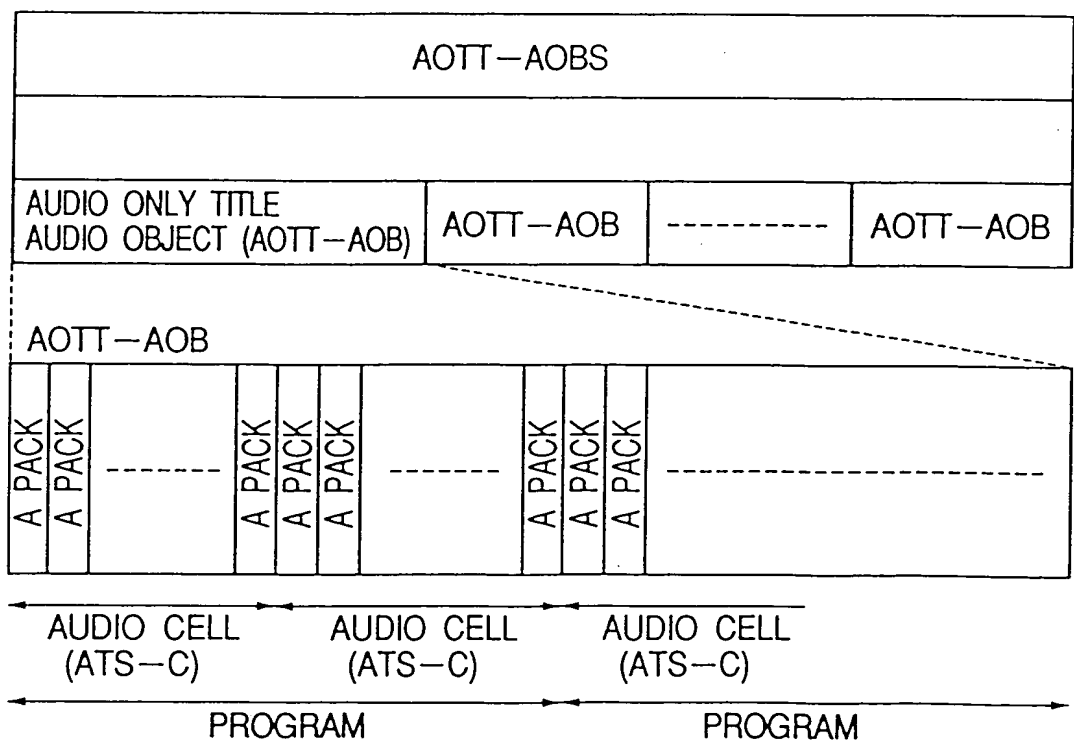 AOTT-AOBS
AUDIO ONLY TITLE
AUDIO OBJECT (AOTT-AOB)
AOTT-AOB
AOTT-AOB
AOTT-AOB
A PACK
A PACK
A PACK
A PACK
A PACK
A PACK
A PACK
A PACK
AUDIO CELL
(ATS-C)
AUDIO CELL
(ATS-C)
AUDIO CELL
(ATS-C)
PROGRAM
PROGRAM